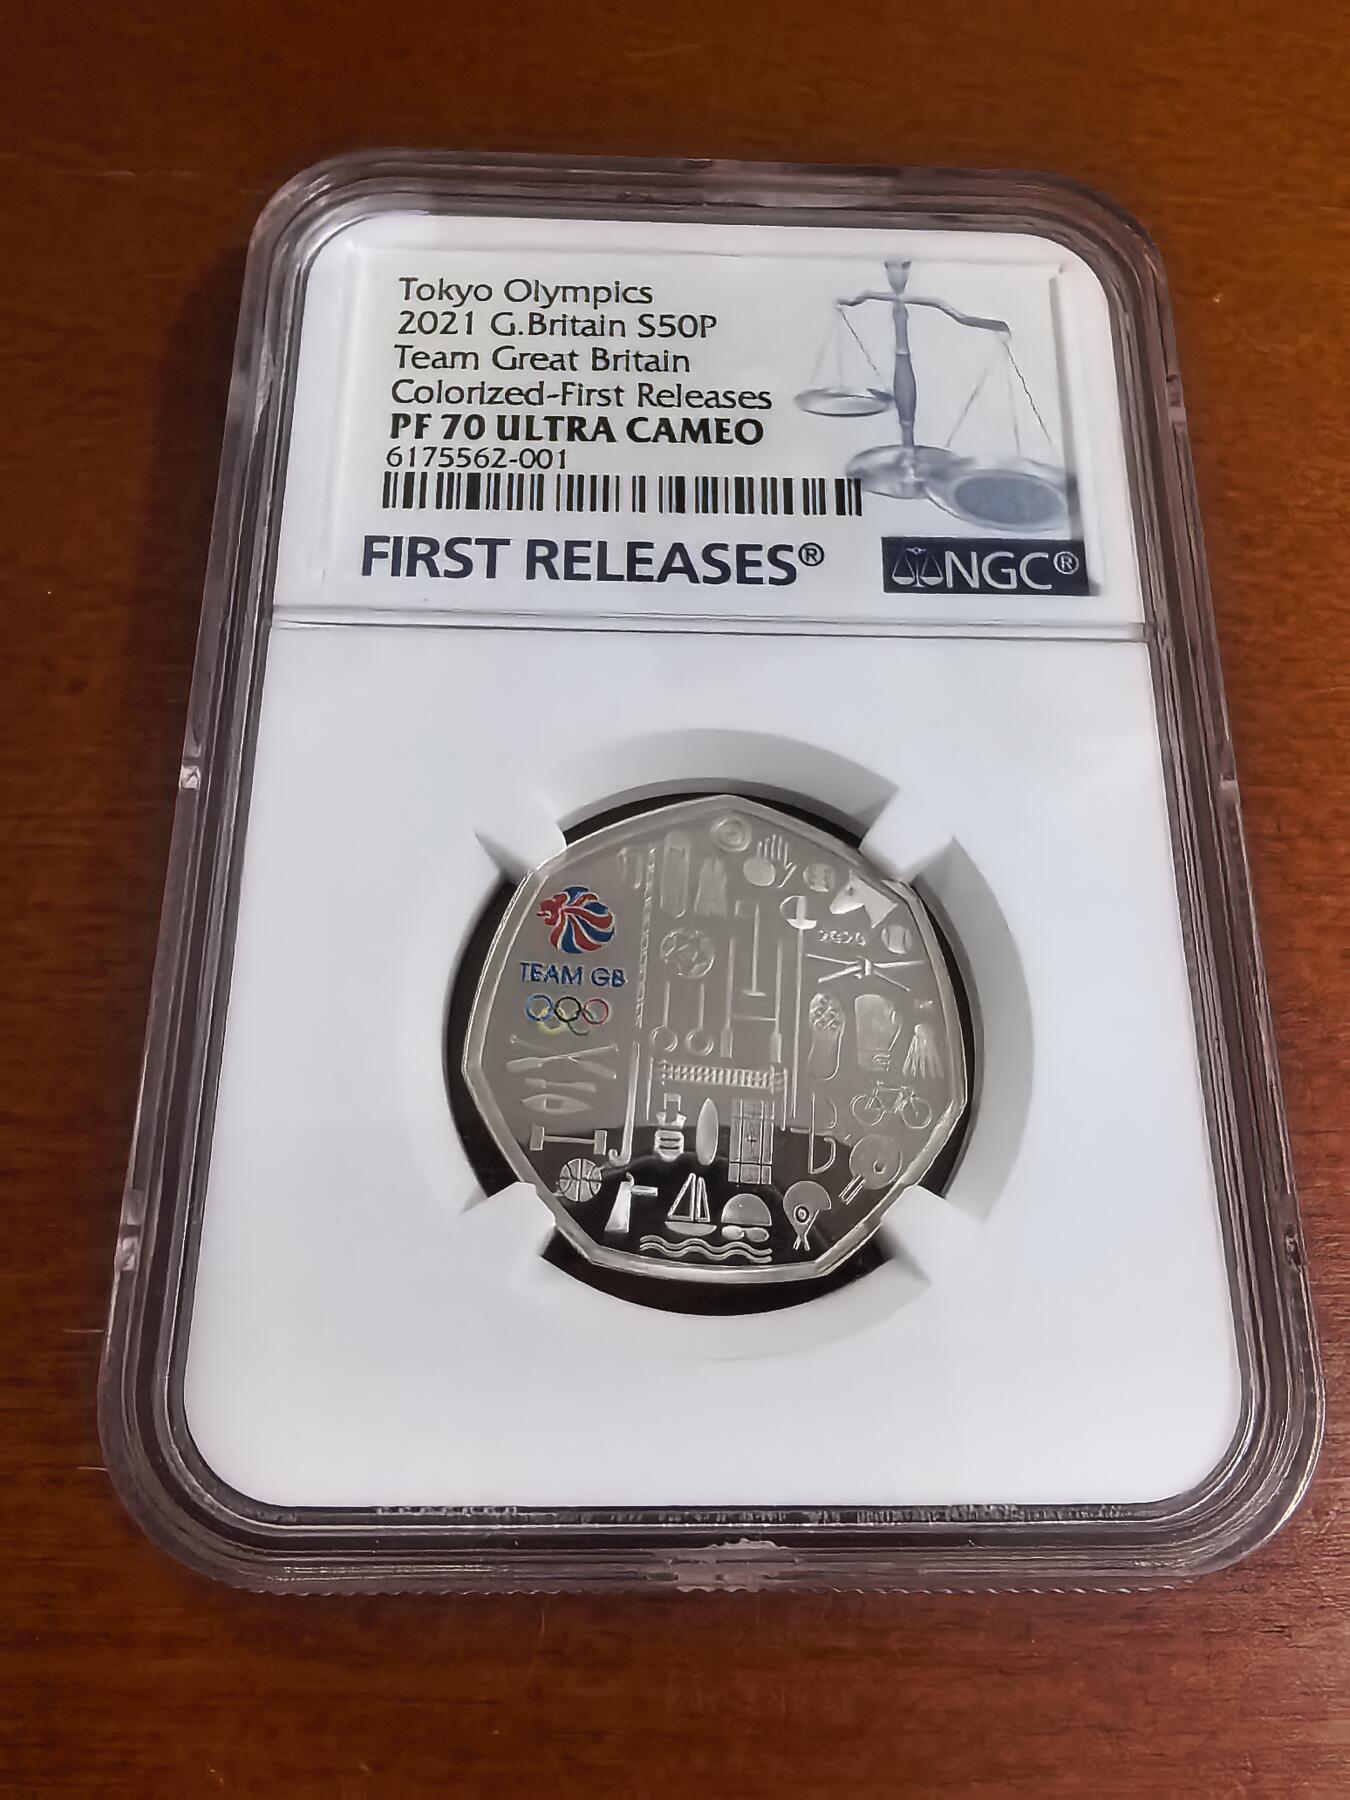 Tokyo Olympics
2021 G.Britain S50P
Team Great Britain
Colorized-First Releases
PF 70 ULTRA CAMEO
6175562-001
FIRST RELEASES®
NGC®
TEAM GB
2020